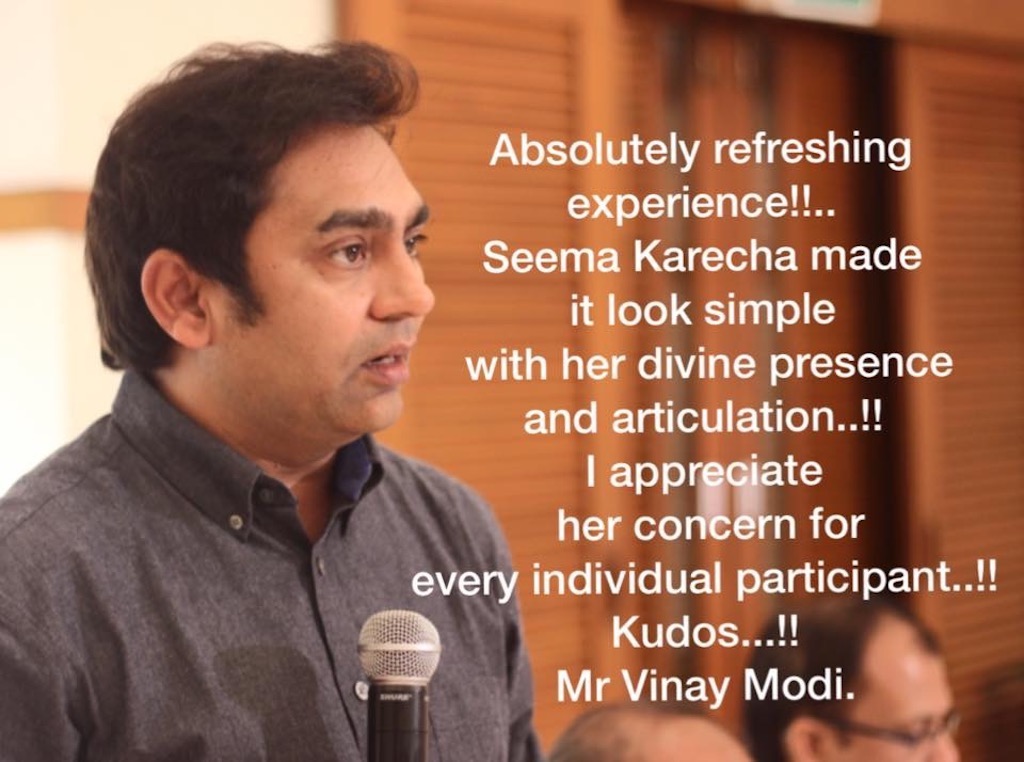 Absolutely refreshing
experience!!..
Seema Karecha made
it look simple
with her divine presence
and articulation..!!
I appreciate
her concern for
every individual participant..!!
Kudos...!!
Mr Vinay Modi.
SHURE